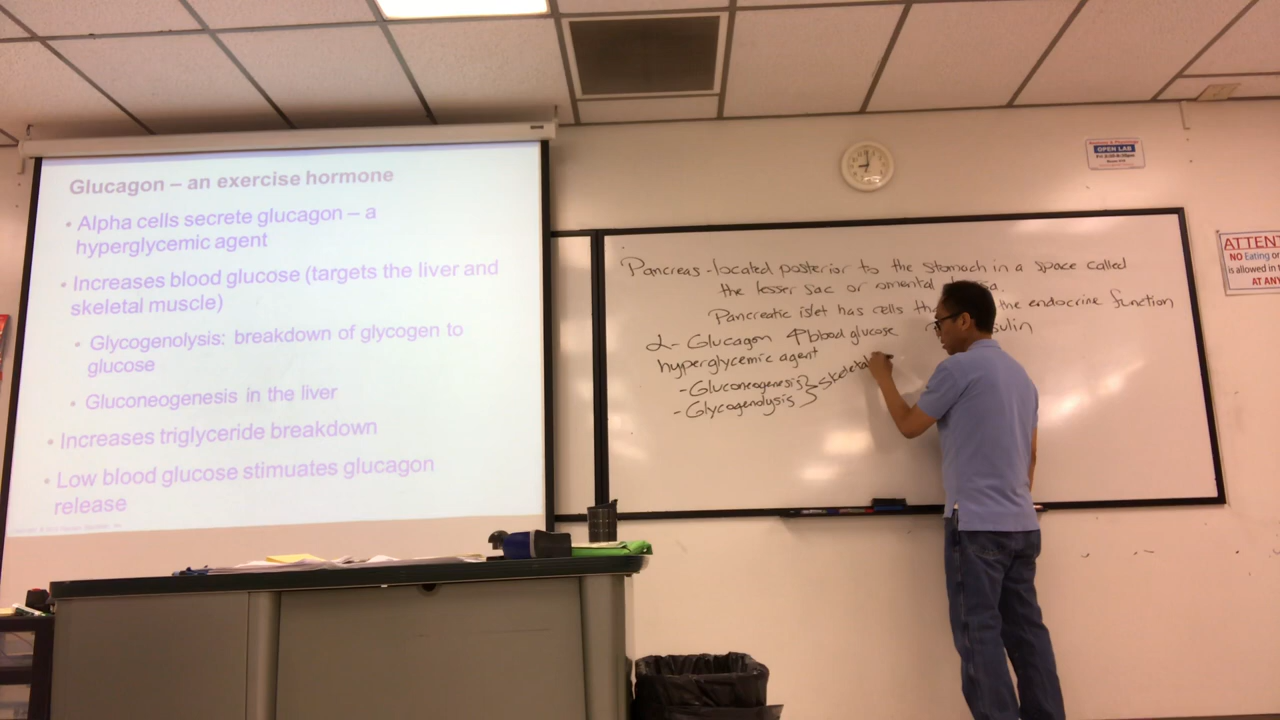 Glucagon – an exercise hormone
• Alpha cells secrete glucagon – a
hyperglycemic agent
• Increases blood glucose (targets the liver and
skeletal muscle)
• Glycogenolysis: breakdown of glycogen to
glucose
• Gluconeogenesis in the liver
• Increases triglyceride breakdown
• Low blood glucose stimuates glucagon
release
OPEN LAB
Pancreas - located posterior to the stomach in a space called
the lesser sac or omental
Pancreatic islet has cells the endocrine function
α - Glucagon ↑blood glucose
hyperglycemic agent
- Gluconeogenesis } skeletal
- Glycogenolysis
ATTENT
NO Eating or
is allowed in
AT ANY